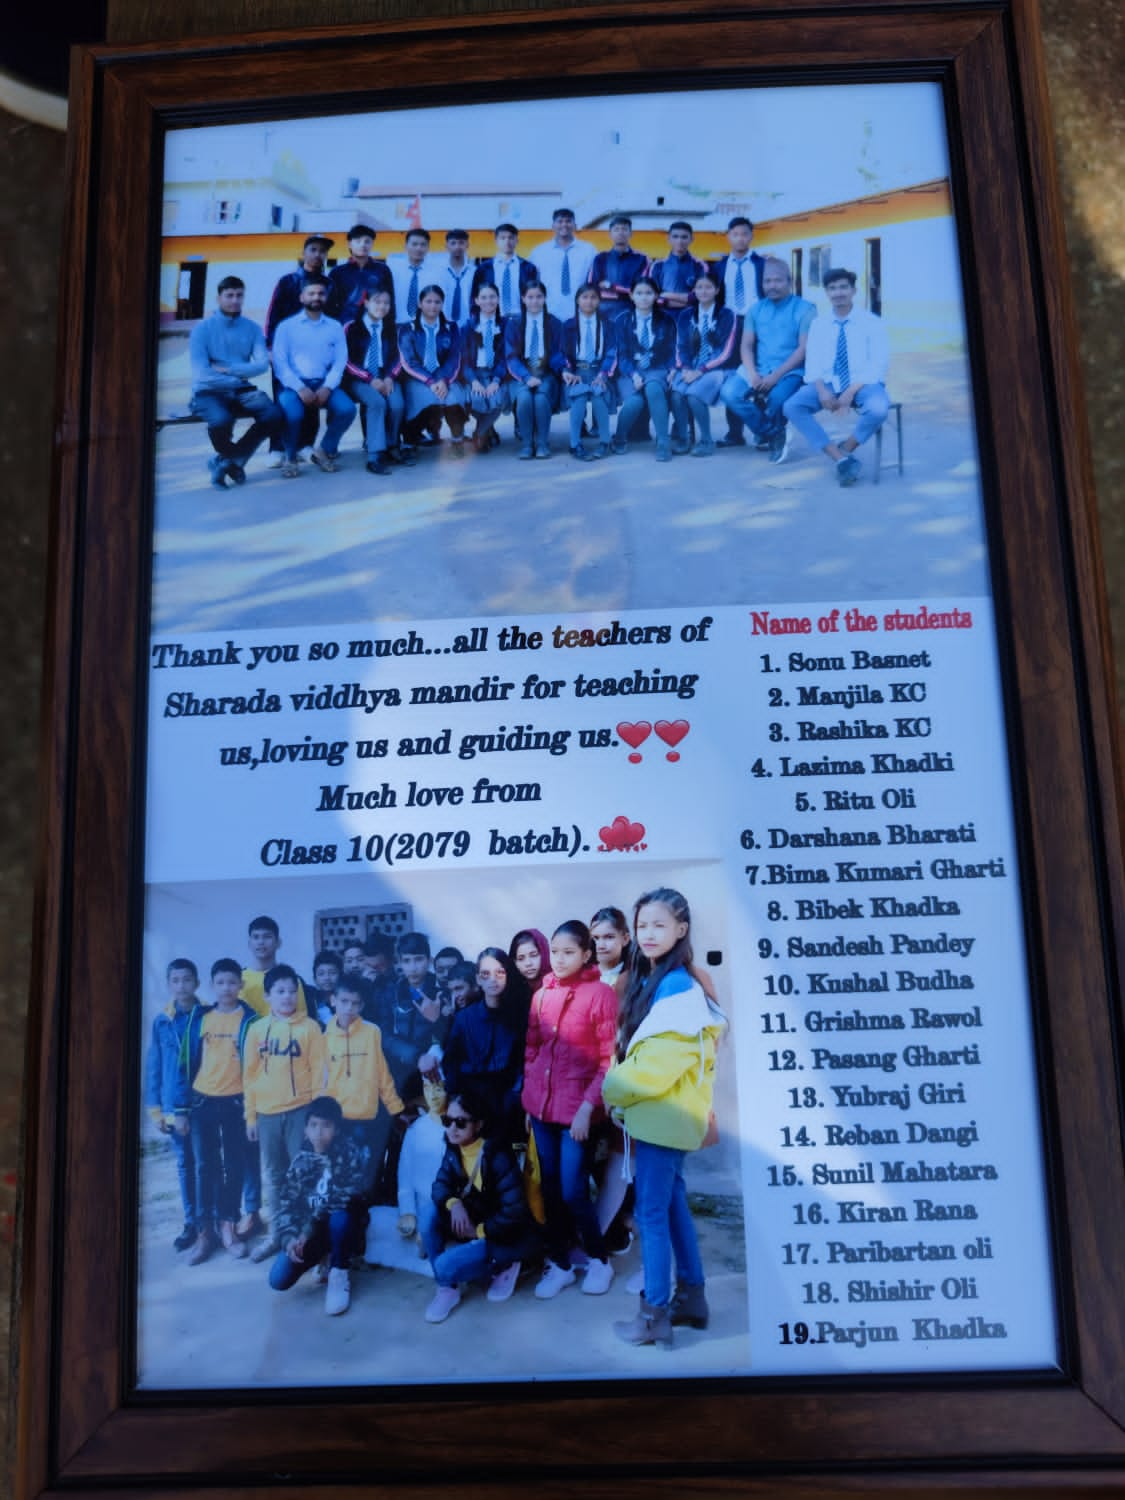 Thank you so much...all the teachers of
Sharada viddhya mandir for teaching
us,loving us and guiding us.❣❣
Much love from
Class 10(2079 batch).
Name of the students
1. Sonu Basnet
2. Manjila KC
3. Rashika KC
4. Lazima Khadki
5. Ritu Oli
6. Darshana Bharati
7.Bima Kumari Gharti
8. Bibek Khadka
9. Sandesh Pandey
10. Kushal Budha
11. Grishma Rawol
12. Pasang Gharti
13. Yubraj Giri
14. Reban Dangi
15. Sunil Mahatara
16. Kiran Rana
17. Paribartan oli
18. Shishir Oli
19.Parjun Khadka